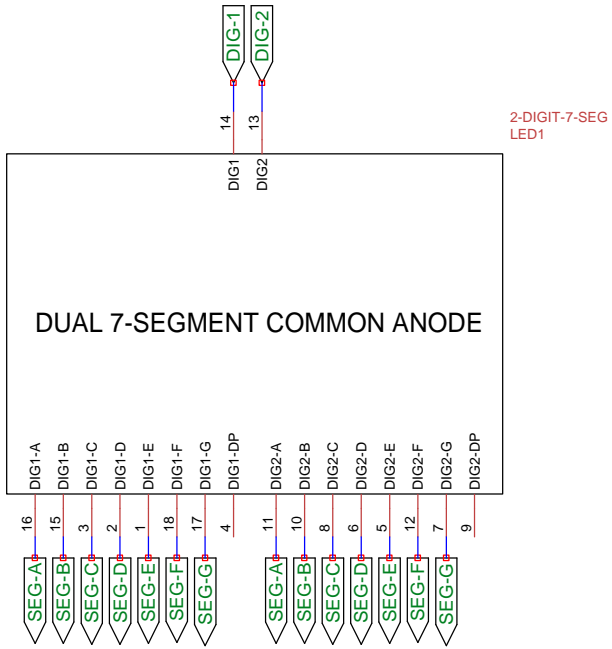 DIG-1
DIG-2
14
13
2-DIGIT-7-SEG
LED1
DIG1
DIG2
DUAL 7-SEGMENT COMMON ANODE
DIG1-A
DIG1-B
DIG1-C
DIG1-D
DIG1-E
DIG1-F
DIG1-G
DIG1-DP
DIG2-A
DIG2-B
DIG2-C
DIG2-D
DIG2-E
DIG2-F
DIG2-G
DIG2-DP
16
15
3
2
1
18
17
4
11
10
8
6
5
12
7
9
SEG-A
SEG-B
SEG-C
SEG-D
SEG-E
SEG-F
SEG-G
SEG-A
SEG-B
SEG-C
SEG-D
SEG-E
SEG-F
SEG-G